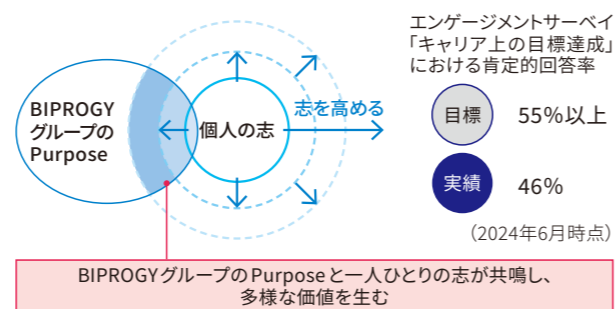 BIPROGY
グループの
Purpose
個人の志
志を高める
エンゲージメントサーベイ
「キャリア上の目標達成」
における肯定的回答率
目標 55%以上
実績 46%
（2024年6月時点）
BIPROGYグループのPurposeと一人ひとりの志が共鳴し、
多様な価値を生む